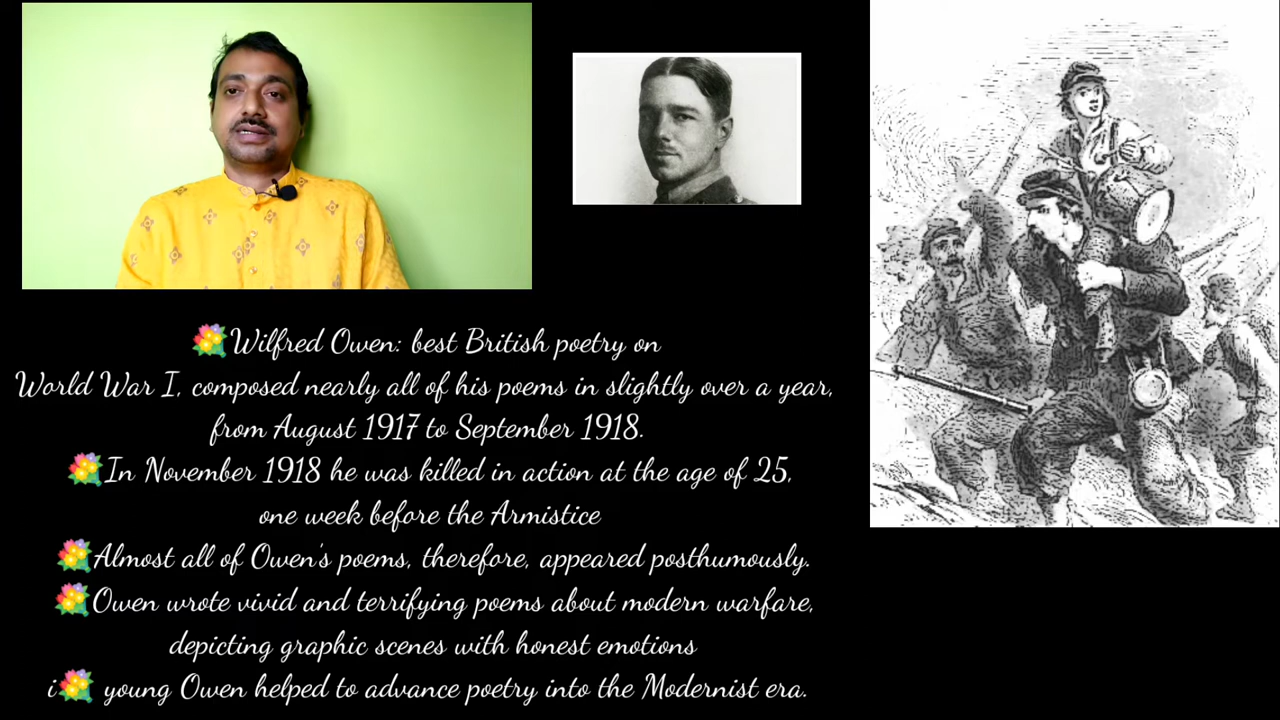 Wilfred Owen: best British poetry on
World War I, composed nearly all of his poems in slightly over a year,
from August 1917 to September 1918.
In November 1918 he was killed in action at the age of 25,
one week before the Armistice
Almost all of Owen's poems, therefore, appeared posthumously.
Owen wrote vivid and terrifying poems about modern warfare,
depicting graphic scenes with honest emotions
i young Owen helped to advance poetry into the Modernist era.